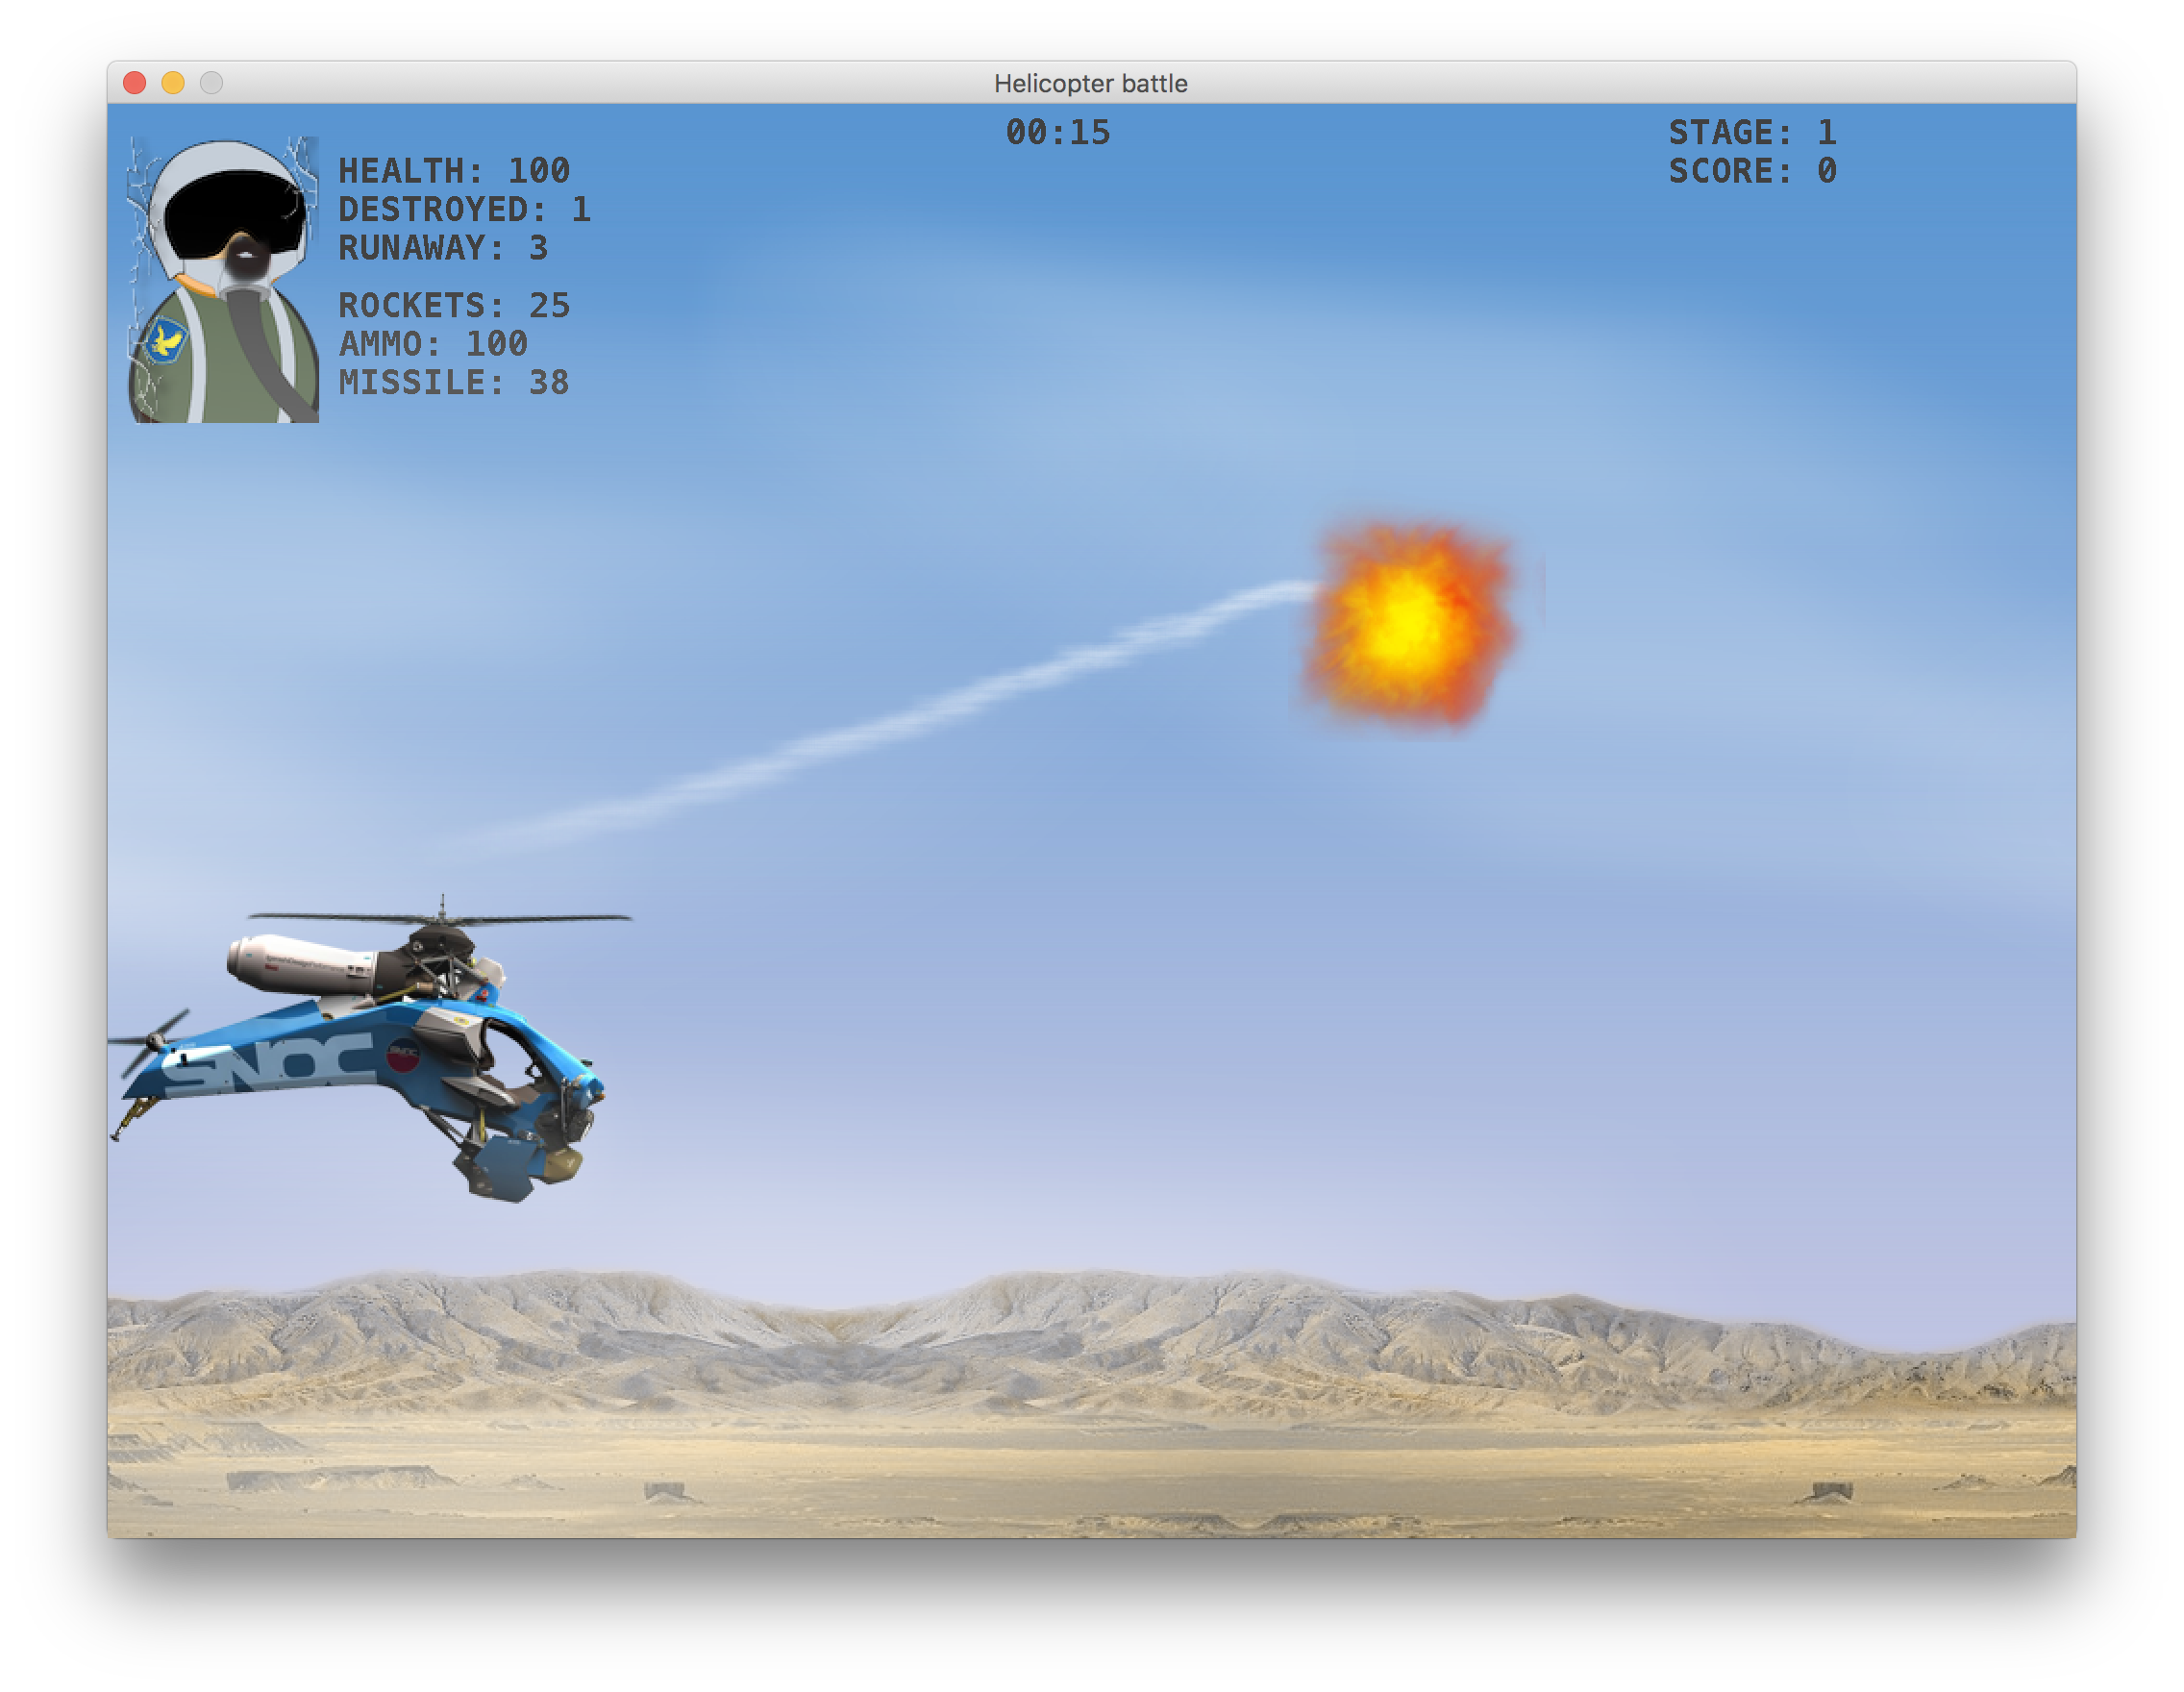 Helicopter battle
00:15
STAGE: 1
SCORE: 0
HEALTH: 100
DESTROYED: 1
RUNAWAY: 3
ROCKETS: 25
AMMO: 100
MISSILE: 38
SNOC